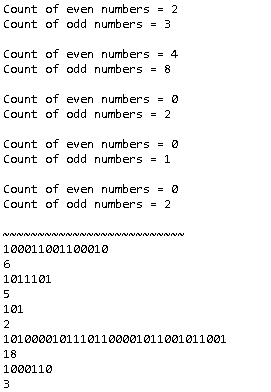 Count of even numbers = 2
Count of odd numbers = 3
Count of even numbers = 4
Count of odd numbers = 8
Count of even numbers = 0
Count of odd numbers = 2
Count of even numbers = 0
Count of odd numbers = 1
Count of even numbers = 0
Count of odd numbers = 2
~~~~~~~~~~~~~~~~~~~~~~~~~~
100011001100010
6
1011101
5
101
2
10100001011101100001011001011001
18
1000110
3